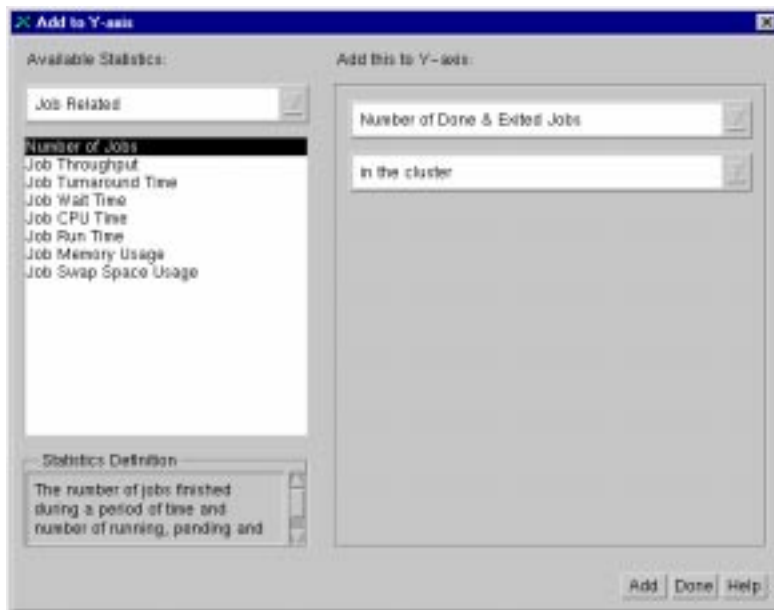 Add to Y-axis
Available Statistics:
Job Related
Number of Jobs
Job Throughput
Job Turnaround Time
Job Wait Time
Job CPU Time
Job Run Time
Job Memory Usage
Job Swap Space Usage
Statistics Definition
The number of jobs finished
during a period of time and
number of running, pending and
Add this to Y-axis:
Number of Done & Exited Jobs
in the cluster
Add
Done
Help